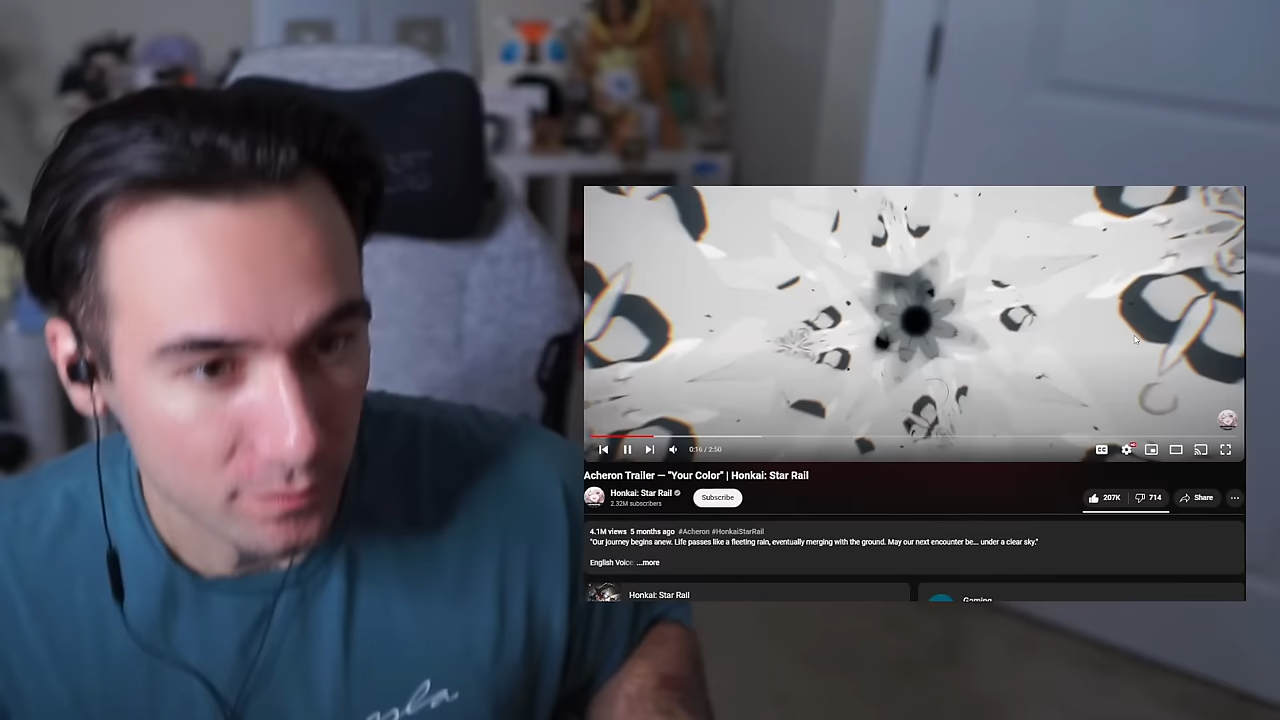 0:16 / 2:50
Acheron Trailer — "Your Color" | Honkai: Star Rail
Honkai: Star Rail
2.32M subscribers
Subscribe
207K
714
Share
4.1M views 5 months ago #Acheron #HonkaiStarRail
"Our journey begins anew. Life passes like a fleeting rain, eventually merging with the ground. May our next encounter be... under a clear sky."
English Voice ...more
Honkai: Star Rail
Gaming